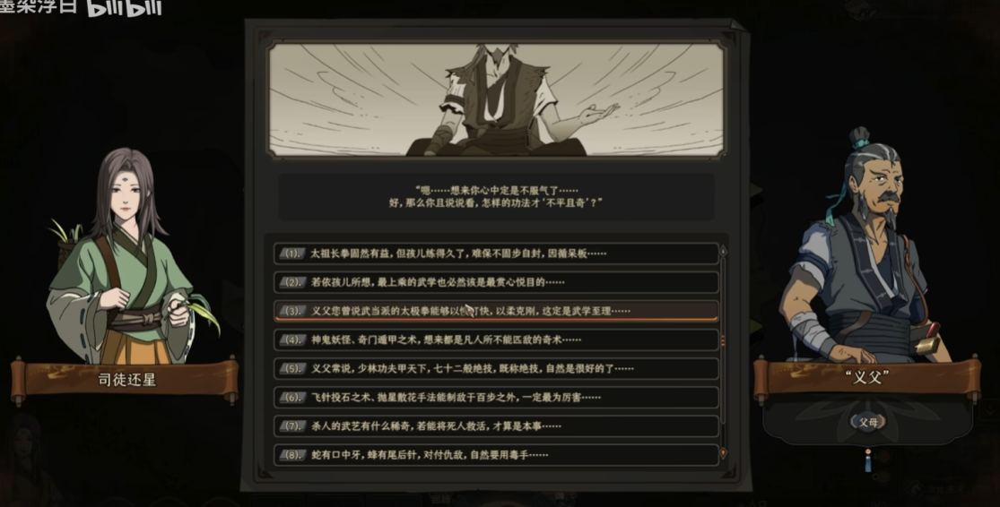 墨染浮白 bilibili
“嗯……想来你心中定是不服气了……
好，那么你且说说看，怎样的功法才‘不平且奇’？”
(1). 太祖长拳固然有益，但孩儿练得久了，难保不固步自封，因循呆板……
(2). 若依孩儿所想，最上乘的武学也必然该是最赏心悦目的……
(3). 义父您曾说武当派的太极拳能够以慢打快，以柔克刚，这定是武学至理……
(4). 神鬼妖怪、奇门遁甲之术，想来都是凡人所不能匹敌的奇术……
(5). 义父常说，少林功夫甲天下，七十二般绝技，既称绝技，自然是很好的了……
(6). 飞针投石之术、抛星散花手法能制敌于百步之外，一定最为厉害……
(7). 杀人的武艺有什么稀奇，若能将死人救活，才算是本事……
(8). 蛇有口中牙，蜂有尾后针，对付仇敌，自然要用毒手……
司徒还星
“义父”
父母